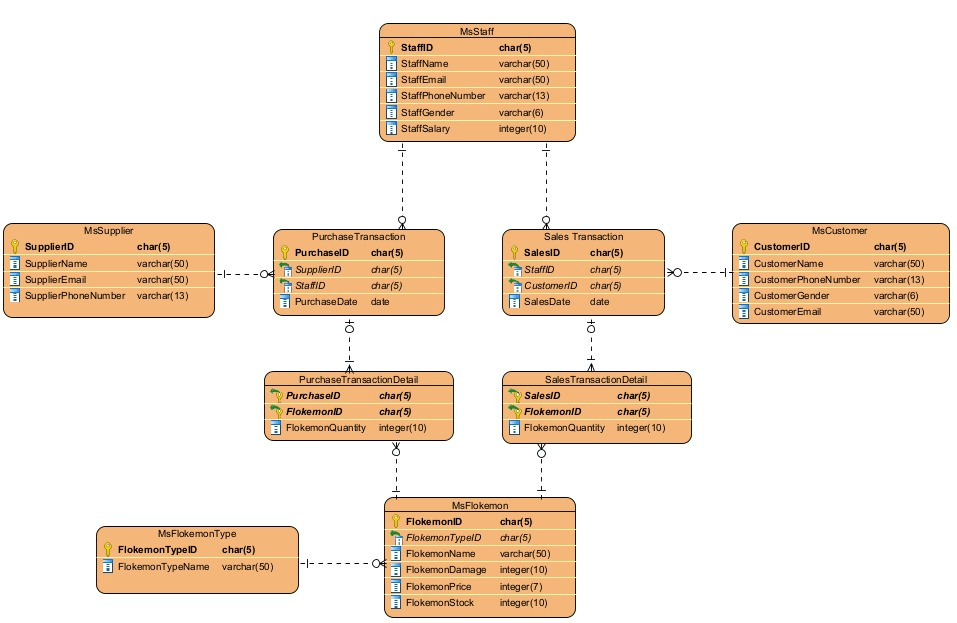 MsStaff
StaffID char(5)
StaffName varchar(50)
StaffEmail varchar(50)
StaffPhoneNumber varchar(13)
StaffGender varchar(6)
StaffSalary integer(10)
MsSupplier
SupplierID char(5)
SupplierName varchar(50)
SupplierEmail varchar(50)
SupplierPhoneNumber varchar(13)
PurchaseTransaction
PurchaseID char(5)
SupplierID char(5)
StaffID char(5)
PurchaseDate date
Sales Transaction
SalesID char(5)
StaffID char(5)
CustomerID char(5)
SalesDate date
MsCustomer
CustomerID char(5)
CustomerName varchar(50)
CustomerPhoneNumber varchar(13)
CustomerGender varchar(6)
CustomerEmail varchar(50)
PurchaseTransactionDetail
PurchaseID char(5)
FlokemonID char(5)
FlokemonQuantity integer(10)
SalesTransactionDetail
SalesID char(5)
FlokemonID char(5)
FlokemonQuantity integer(10)
MsFlokemonType
FlokemonTypeID char(5)
FlokemonTypeName varchar(50)
MsFlokemon
FlokemonID char(5)
FlokemonTypeID char(5)
FlokemonName varchar(50)
FlokemonDamage integer(10)
FlokemonPrice integer(7)
FlokemonStock integer(10)